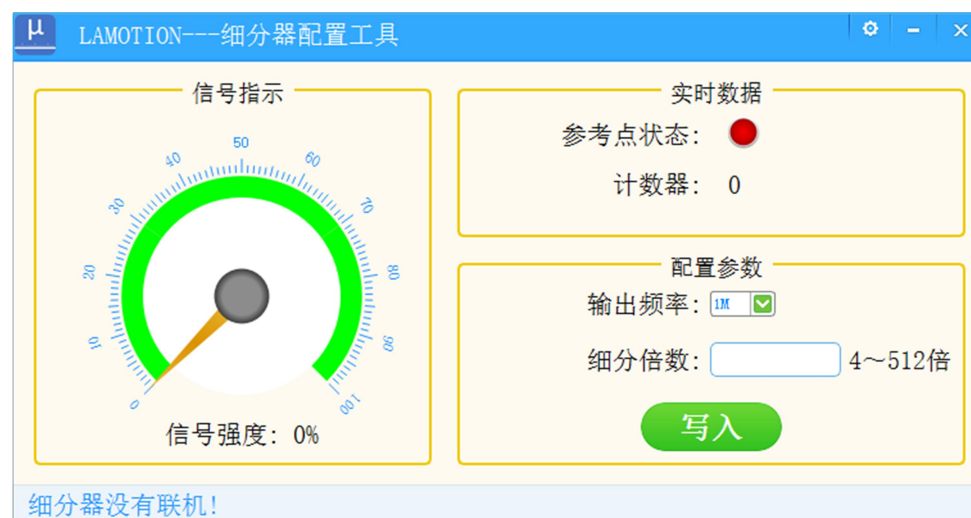 μ LAMOTION---细分器配置工具
信号指示
0
10
20
30
40
50
60
70
80
90
100
信号强度: 0%
实时数据
参考点状态:
计数器: 0
配置参数
输出频率: 1M
细分倍数: 4～512倍
写入
细分器没有联机!